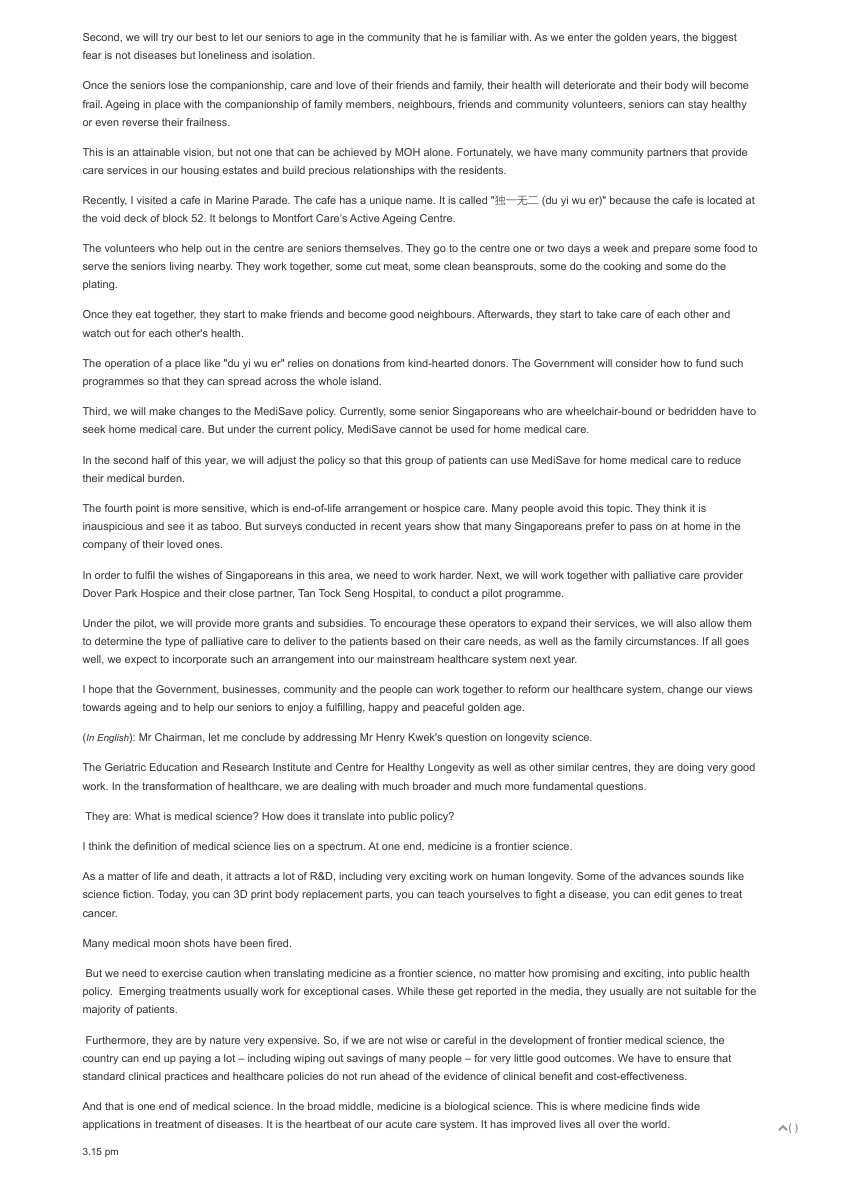 Second, we will try our best to let our seniors to age in the community that he is familiar with. As we enter the golden years, the biggest
fear is not diseases but loneliness and isolation.
Once the seniors lose the companionship, care and love of their friends and family, their health will deteriorate and their body will become
frail. Ageing in place with the companionship of family members, neighbours, friends and community volunteers, seniors can stay healthy
or even reverse their frailness.
This is an attainable vision, but not one that can be achieved by MOH alone. Fortunately, we have many community partners that provide
care services in our housing estates and build precious relationships with the residents.
Recently, I visited a cafe in Marine Parade. The cafe has a unique name. It is called "独一无二 (du yi wu er)" because the cafe is located at
the void deck of block 52. It belongs to Montfort Care's Active Ageing Centre.
The volunteers who help out in the centre are seniors themselves. They go to the centre one or two days a week and prepare some food to
serve the seniors living nearby. They work together, some cut meat, some clean beansprouts, some do the cooking and some do the
plating.
Once they eat together, they start to make friends and become good neighbours. Afterwards, they start to take care of each other and
watch out for each other's health.
The operation of a place like "du yi wu er" relies on donations from kind-hearted donors. The Government will consider how to fund such
programmes so that they can spread across the whole island.
Third, we will make changes to the MediSave policy. Currently, some senior Singaporeans who are wheelchair-bound or bedridden have to
seek home medical care. But under the current policy, MediSave cannot be used for home medical care.
In the second half of this year, we will adjust the policy so that this group of patients can use MediSave for home medical care to reduce
their medical burden.
The fourth point is more sensitive, which is end-of-life arrangement or hospice care. Many people avoid this topic. They think it is
inauspicious and see it as taboo. But surveys conducted in recent years show that many Singaporeans prefer to pass on at home in the
company of their loved ones.
In order to fulfil the wishes of Singaporeans in this area, we need to work harder. Next, we will work together with palliative care provider
Dover Park Hospice and their close partner, Tan Tock Seng Hospital, to conduct a pilot programme.
Under the pilot, we will provide more grants and subsidies. To encourage these operators to expand their services, we will also allow them
to determine the type of palliative care to deliver to the patients based on their care needs, as well as the family circumstances. If all goes
well, we expect to incorporate such an arrangement into our mainstream healthcare system next year.
I hope that the Government, businesses, community and the people can work together to reform our healthcare system, change our views
towards ageing and to help our seniors to enjoy a fulfilling, happy and peaceful golden age.
(In English): Mr Chairman, let me conclude by addressing Mr Henry Kwek's question on longevity science.
The Geriatric Education and Research Institute and Centre for Healthy Longevity as well as other similar centres, they are doing very good
work. In the transformation of healthcare, we are dealing with much broader and much more fundamental questions.
They are: What is medical science? How does it translate into public policy?
I think the definition of medical science lies on a spectrum. At one end, medicine is a frontier science.
As a matter of life and death, it attracts a lot of R&D, including very exciting work on human longevity. Some of the advances sounds like
science fiction. Today, you can 3D print body replacement parts, you can teach yourselves to fight a disease, you can edit genes to treat
cancer.
Many medical moon shots have been fired.
But we need to exercise caution when translating medicine as a frontier science, no matter how promising and exciting, into public health
policy.  Emerging treatments usually work for exceptional cases. While these get reported in the media, they usually are not suitable for the
majority of patients.
Furthermore, they are by nature very expensive. So, if we are not wise or careful in the development of frontier medical science, the
country can end up paying a lot – including wiping out savings of many people – for very little good outcomes. We have to ensure that
standard clinical practices and healthcare policies do not run ahead of the evidence of clinical benefit and cost-effectiveness.
And that is one end of medical science. In the broad middle, medicine is a biological science. This is where medicine finds wide
applications in treatment of diseases. It is the heartbeat of our acute care system. It has improved lives all over the world.
( )
3.15 pm